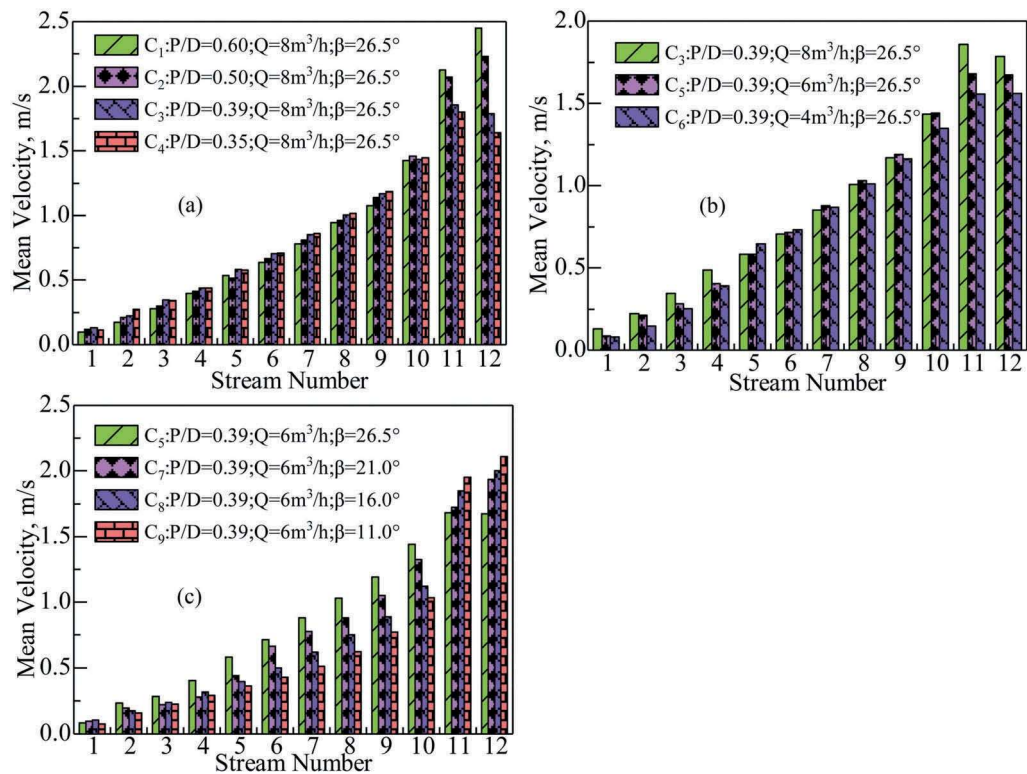 2.5
2.0
1.5
1.0
0.5
0.0
Mean Velocity, m/s
C₁:P/D=0.60;Q=8m³/h;β=26.5°
C₂:P/D=0.50;Q=8m³/h;β=26.5°
C₃:P/D=0.39;Q=8m³/h;β=26.5°
C₄:P/D=0.35;Q=8m³/h;β=26.5°
(a)
1 2 3 4 5 6 7 8 9 10 11 12
Stream Number
2.0
1.5
1.0
0.5
0.0
Mean Velocity, m/s
C₃:P/D=0.39;Q=8m³/h;β=26.5°
C₅:P/D=0.39;Q=6m³/h;β=26.5°
C₆:P/D=0.39;Q=4m³/h;β=26.5°
(b)
1 2 3 4 5 6 7 8 9 10 11 12
Stream Number
2.5
2.0
1.5
1.0
0.5
0.0
Mean Velocity, m/s
C₅:P/D=0.39;Q=6m³/h;β=26.5°
C₇:P/D=0.39;Q=6m³/h;β=21.0°
C₈:P/D=0.39;Q=6m³/h;β=16.0°
C₉:P/D=0.39;Q=6m³/h;β=11.0°
(c)
1 2 3 4 5 6 7 8 9 10 11 12
Stream Number